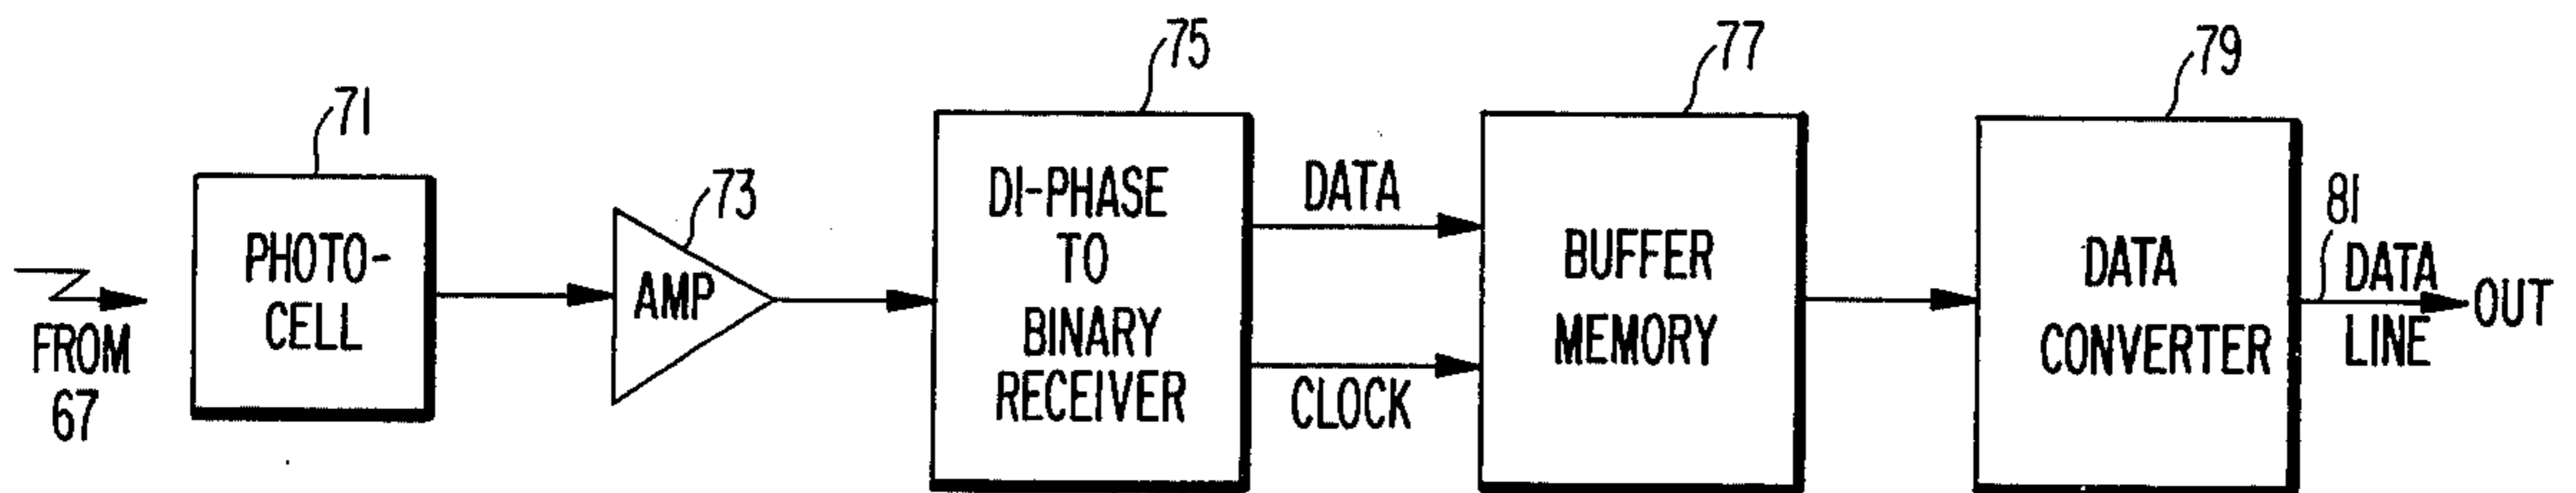 71
73
75
77
79
81
FROM
67
PHOTO-
CELL
AMP
DI-PHASE
TO
BINARY
RECEIVER
DATA
CLOCK
BUFFER
MEMORY
DATA
CONVERTER
DATA
LINE
OUT